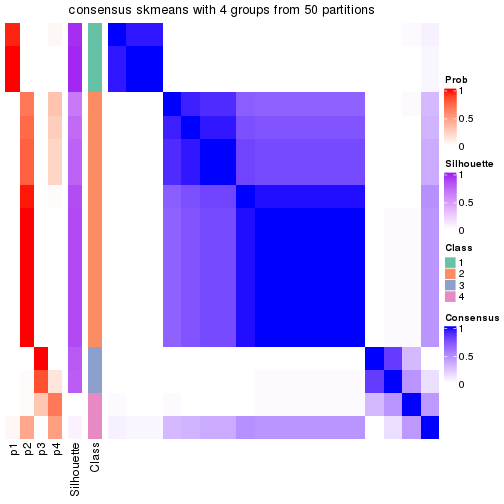 consensus skmeans with 4 groups from 50 partitions
Prob
1
0.5
0
Silhouette
1
0.5
0
Class
1
2
3
4
Consensus
1
0.5
0
p1
p2
p3
p4
Silhouette
Class